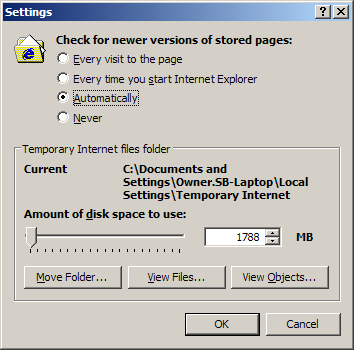 Settings
Check for newer versions of stored pages:
Every visit to the page
Every time you start Internet Explorer
Automatically
Never
Temporary Internet files folder
Current C:\Documents and
Settings\Owner.SB-Laptop\Local
Settings\Temporary Internet
Amount of disk space to use:
1788 MB
Move Folder... View Files... View Objects...
OK Cancel